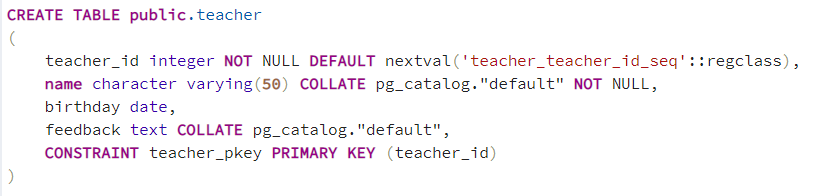 CREATE TABLE public.teacher
(
    teacher_id integer NOT NULL DEFAULT nextval('teacher_teacher_id_seq'::regclass),
    name character varying(50) COLLATE pg_catalog."default" NOT NULL,
    birthday date,
    feedback text COLLATE pg_catalog."default",
    CONSTRAINT teacher_pkey PRIMARY KEY (teacher_id)
)